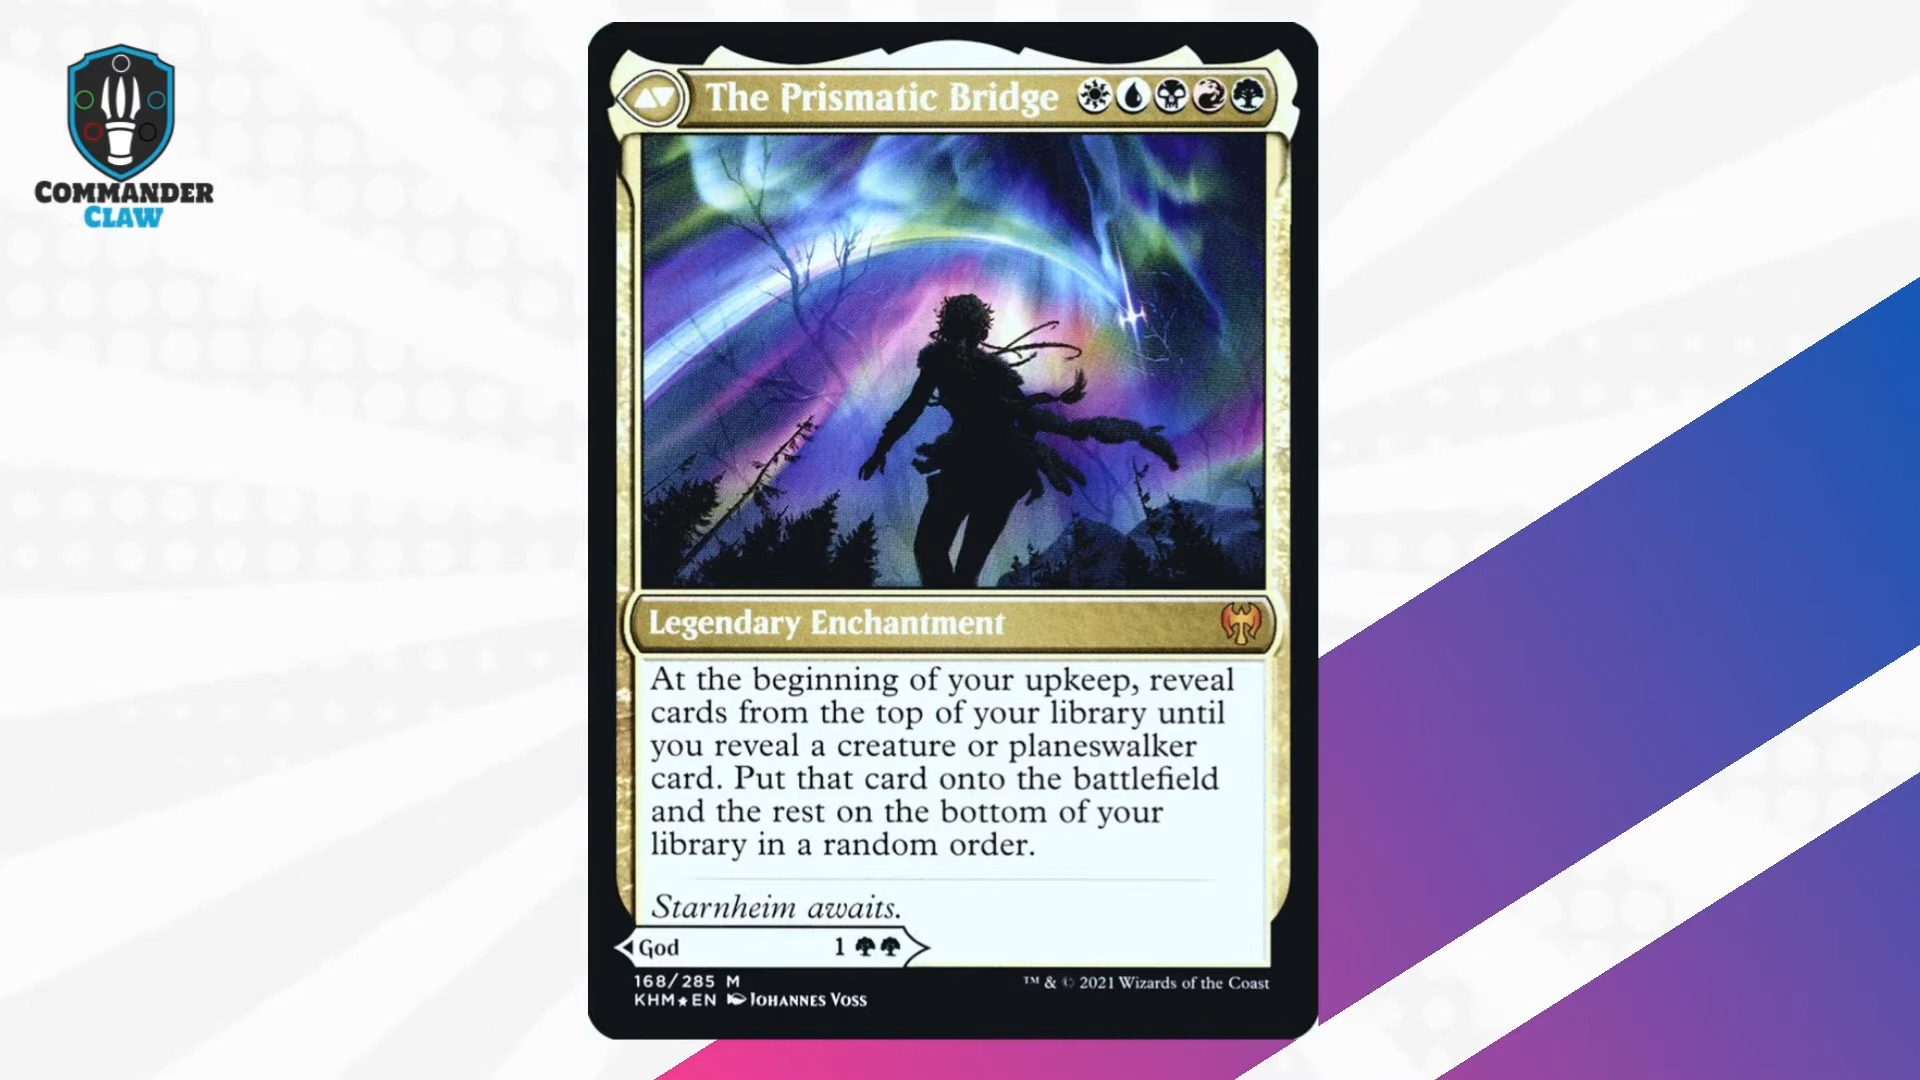 COMMANDER
CLAW
The Prismatic Bridge
Legendary Enchantment
At the beginning of your upkeep, reveal
cards from the top of your library until
you reveal a creature or planeswalker
card. Put that card onto the battlefield
and the rest on the bottom of your
library in a random order.
Starnheim awaits.
God 1
168/285 M
KHM★EN JOHANNES VOSS
™ & © 2021 Wizards of the Coast